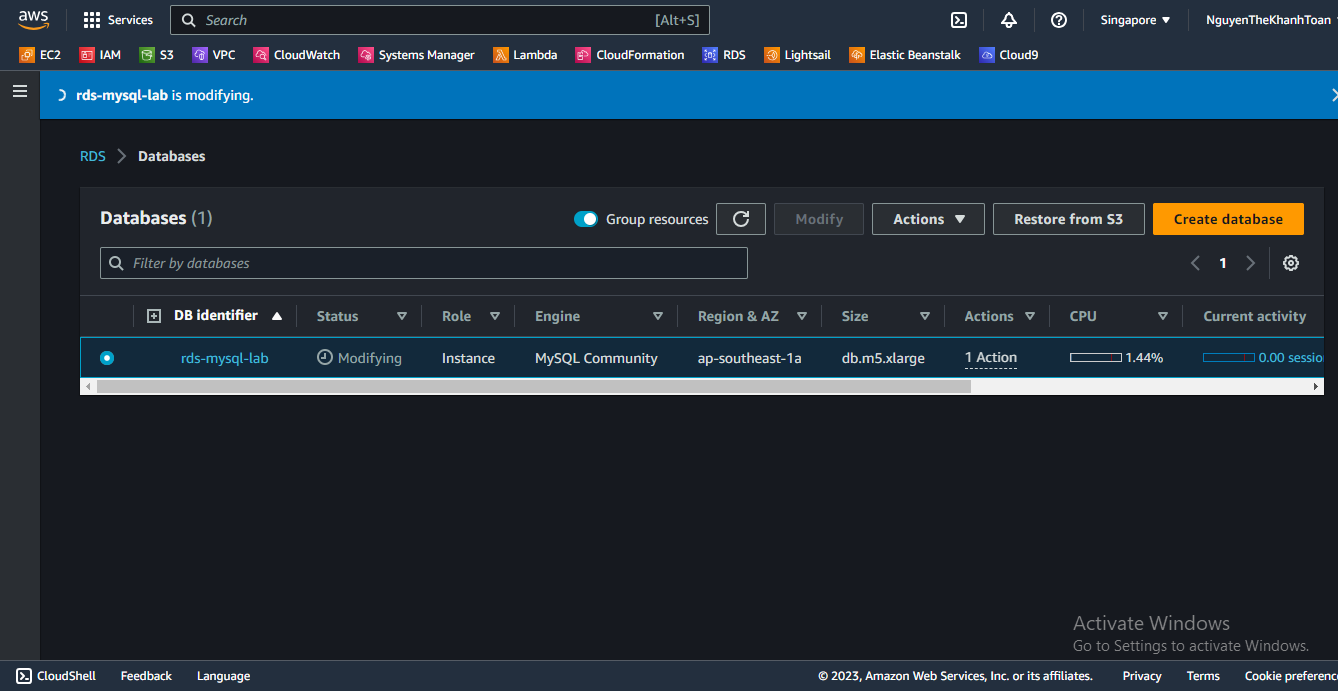 aws Services Search [Alt+S] Singapore NguyenTheKhanhToan
EC2 IAM S3 VPC CloudWatch Systems Manager Lambda CloudFormation RDS Lightsail Elastic Beanstalk Cloud9
rds-mysql-lab is modifying.
RDS Databases
Databases (1) Group resources Modify Actions Restore from S3 Create database
Filter by databases 1
DB identifier Status Role Engine Region & AZ Size Actions CPU Current activity
rds-mysql-lab Modifying Instance MySQL Community ap-southeast-1a db.m5.xlarge 1 Action 1.44% 0.00 sessio
Activate Windows
Go to Settings to activate Windows.
CloudShell Feedback Language © 2023, Amazon Web Services, Inc. or its affiliates. Privacy Terms Cookie preferenc